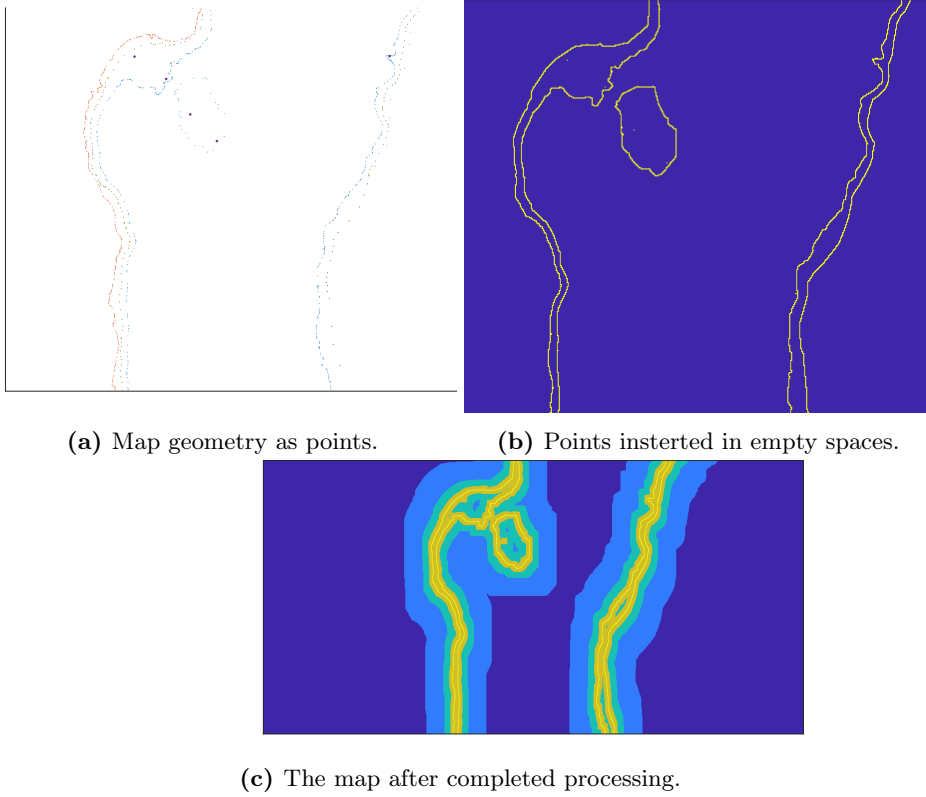 (a) Map geometry as points.
(b) Points insterted in empty spaces.
(c) The map after completed processing.